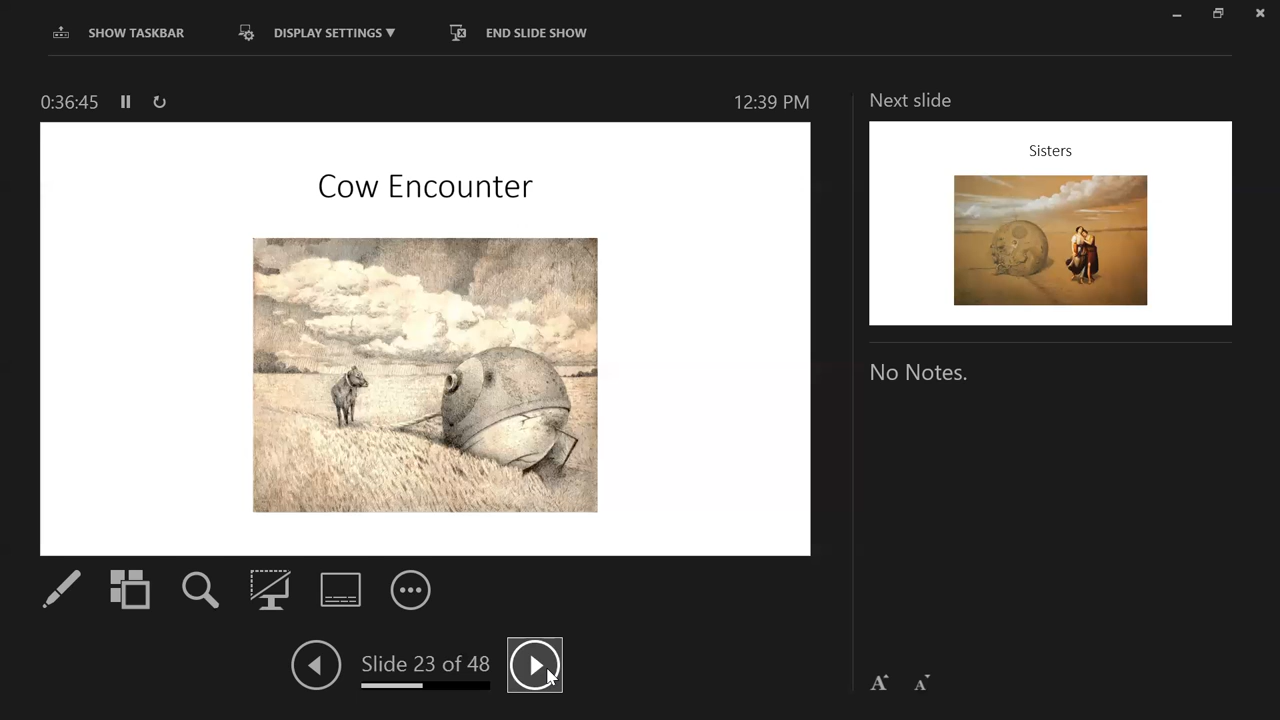 SHOW TASKBAR DISPLAY SETTINGS ▼ END SLIDE SHOW
0:36:45 12:39 PM
Cow Encounter
Slide 23 of 48
Next slide
Sisters
No Notes.
A A